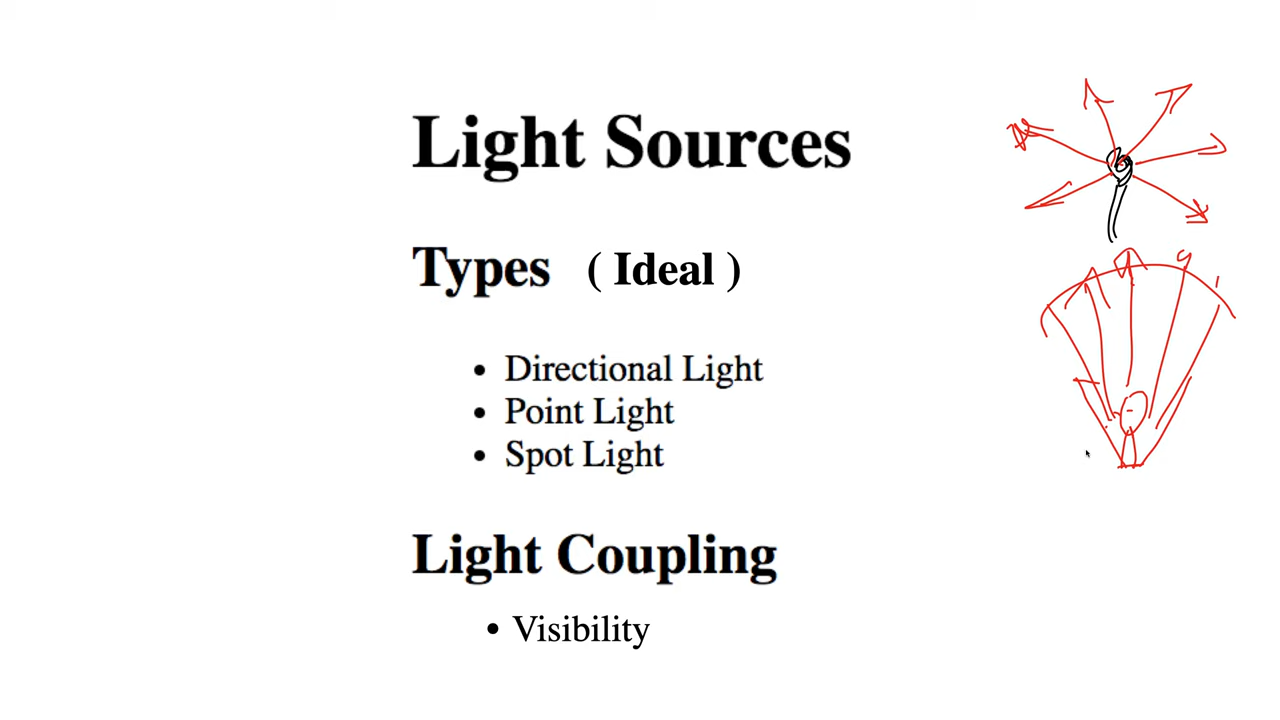 Light Sources
Types ( Ideal )
• Directional Light
• Point Light
• Spot Light
Light Coupling
• Visibility